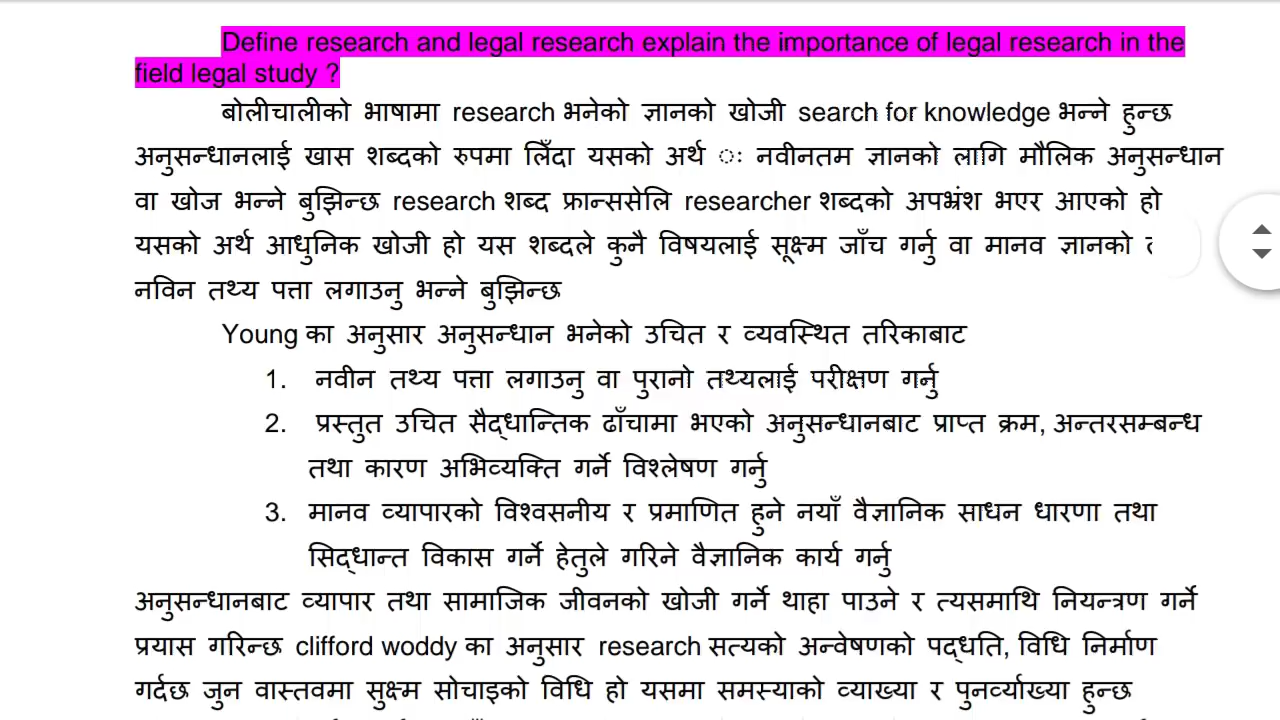 Define research and legal research explain the importance of legal research in the
field legal study ?
बोलीचालीको भाषामा research भनेको ज्ञानको खोजी search for knowledge भन्ने हुन्छ
अनुसन्धानलाई खास शब्दको रुपमा लिँदा यसको अर्थ ः नवीनतम ज्ञानको लागि मौलिक अनुसन्धान
वा खोज भन्ने बुझिन्छ research शब्द फ्रान्ससेलि researcher शब्दको अपभ्रंश भएर आएको हो
यसको अर्थ आधुनिक खोजी हो यस शब्दले कुनै विषयलाई सूक्ष्म जाँच गर्नु वा मानव ज्ञानको
नविन तथ्य पत्ता लगाउनु भन्ने बुझिन्छ
Young का अनुसार अनुसन्धान भनेको उचित र व्यवस्थित तरिकाबाट
1. नवीन तथ्य पत्ता लगाउनु वा पुरानो तथ्यलाई परीक्षण गर्नु
2. प्रस्तुत उचित सैद्धान्तिक ढाँचामा भएको अनुसन्धानबाट प्राप्त क्रम, अन्तरसम्बन्ध
तथा कारण अभिव्यक्ति गर्ने विश्लेषण गर्नु
3. मानव व्यापारको विश्वसनीय र प्रमाणित हुने नयाँ वैज्ञानिक साधन धारणा तथा
सिद्धान्त विकास गर्ने हेतुले गरिने वैज्ञानिक कार्य गर्नु
अनुसन्धानबाट व्यापार तथा सामाजिक जीवनको खोजी गर्ने थाहा पाउने र त्यसमाथि नियन्त्रण गर्ने
प्रयास गरिन्छ clifford woddy का अनुसार research सत्यको अन्वेषणको पद्धति, विधि निर्माण
गर्दछ जुन वास्तवमा सुक्ष्म सोचाइको विधि हो यसमा समस्याको व्याख्या र पुनर्व्याख्या हुन्छ